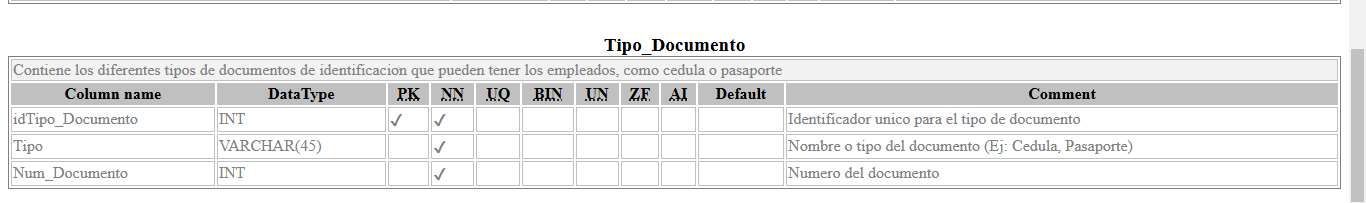 Tipo_Documento
Contiene los diferentes tipos de documentos de identificacion que pueden tener los empleados, como cedula o pasaporte
Column name DataType PK NN UQ BIN UN ZF AI Default Comment
idTipo_Documento INT ✓ ✓ Identificador unico para el tipo de documento
Tipo VARCHAR(45) ✓ Nombre o tipo del documento (Ej: Cedula, Pasaporte)
Num_Documento INT ✓ Numero del documento